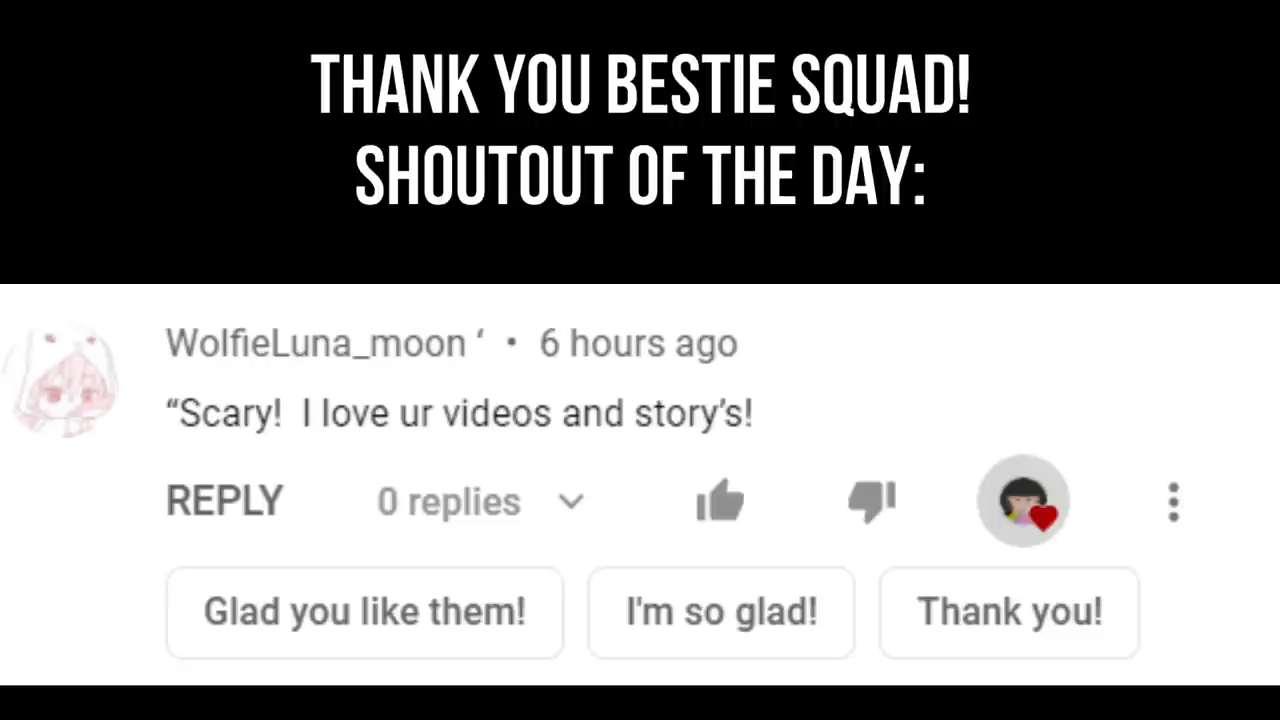 THANK YOU BESTIE SQUAD!
SHOUTOUT OF THE DAY:
WolfieLuna_moon ‘ • 6 hours ago
“Scary! I love ur videos and story’s!
REPLY 0 replies
Glad you like them! I'm so glad! Thank you!